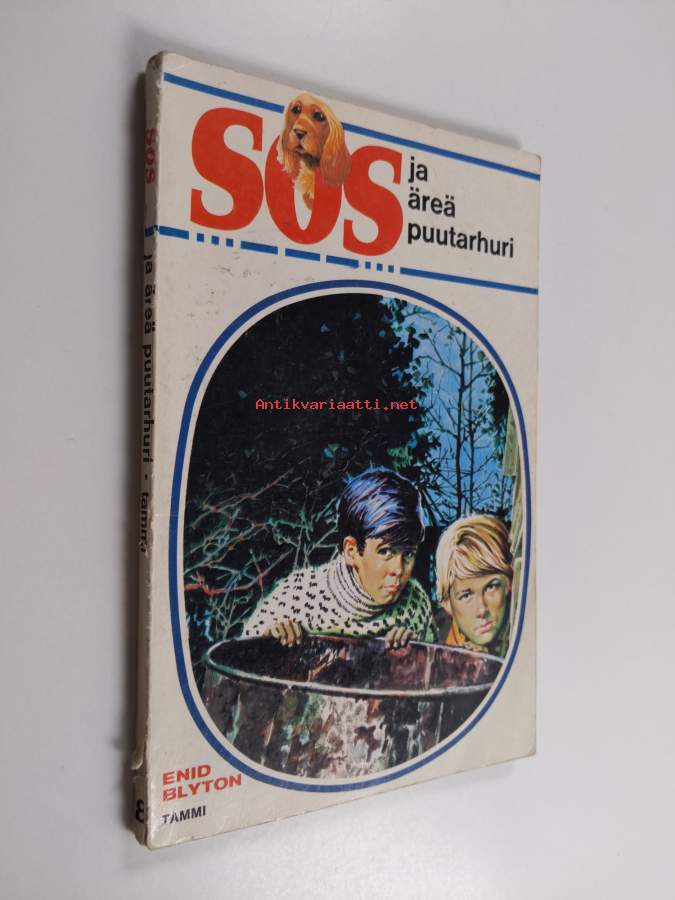 SOS
ja
äreä
puutarhuri
Antikvariaatti.net
ENID
BLYTON
TAMMI
SOS ja äreä puutarhuri • tammi
8